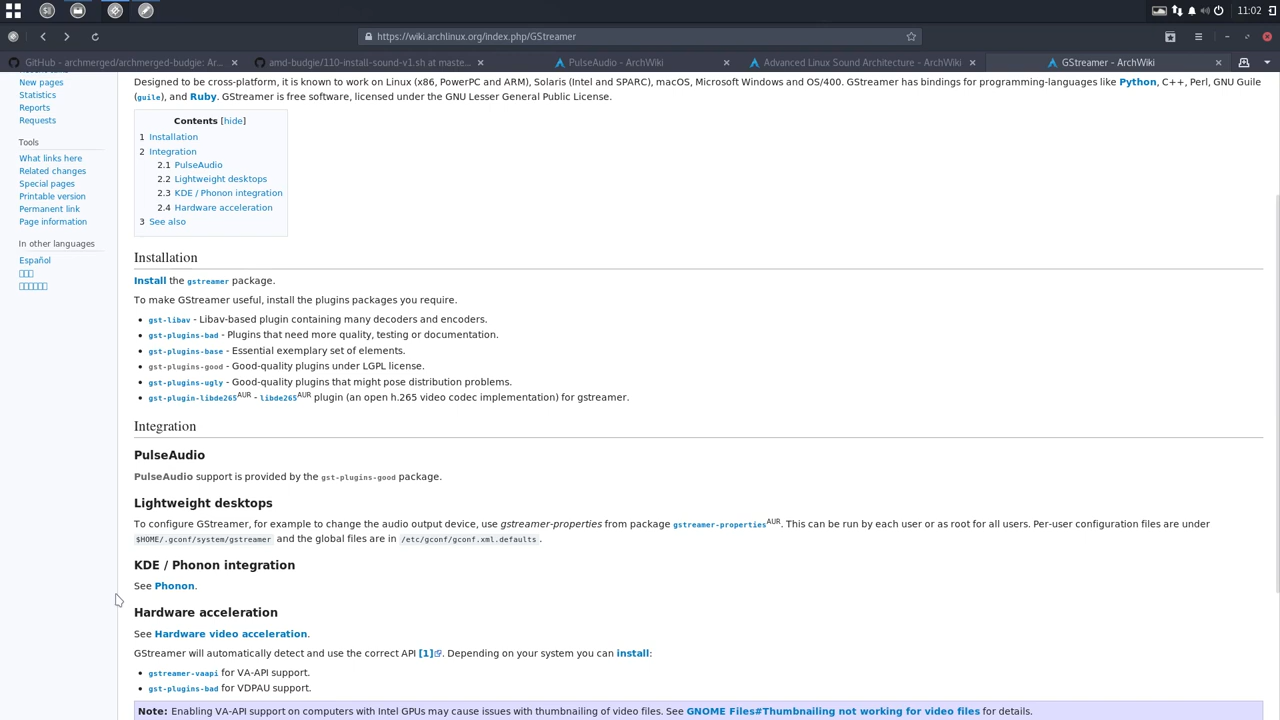 11:02
https://wiki.archlinux.org/index.php/GStreamer
GitHub - archmerged/archmerged-budgie: Ar...
amd-budgie/110-install-sound-v1.sh at maste...
PulseAudio - ArchWiki
Advanced Linux Sound Architecture - ArchWiki
GStreamer - ArchWiki
New pages
Statistics
Reports
Requests
Tools
What links here
Related changes
Special pages
Printable version
Permanent link
Page information
In other languages
Español
Designed to be cross-platform, it is known to work on Linux (x86, PowerPC and ARM), Solaris (Intel and SPARC), macOS, Microsoft Windows and OS/400. GStreamer has bindings for programming-languages like Python, C++, Perl, GNU Guile
(guile), and Ruby. GStreamer is free software, licensed under the GNU Lesser General Public License.
Contents [hide]
1 Installation
2 Integration
2.1 PulseAudio
2.2 Lightweight desktops
2.3 KDE / Phonon integration
2.4 Hardware acceleration
3 See also
Installation
Install the gstreamer package.
To make GStreamer useful, install the plugins packages you require.
• gst-libav - Libav-based plugin containing many decoders and encoders.
• gst-plugins-bad - Plugins that need more quality, testing or documentation.
• gst-plugins-base - Essential exemplary set of elements.
• gst-plugins-good - Good-quality plugins under LGPL license.
• gst-plugins-ugly - Good-quality plugins that might pose distribution problems.
• gst-plugin-libde265AUR - libde265AUR plugin (an open h.265 video codec implementation) for gstreamer.
Integration
PulseAudio
PulseAudio support is provided by the gst-plugins-good package.
Lightweight desktops
To configure GStreamer, for example to change the audio output device, use gstreamer-properties from package gstreamer-propertiesAUR. This can be run by each user or as root for all users. Per-user configuration files are under
$HOME/.gconf/system/gstreamer and the global files are in /etc/gconf/gconf.xml.defaults.
KDE / Phonon integration
See Phonon.
Hardware acceleration
See Hardware video acceleration.
GStreamer will automatically detect and use the correct API [1]. Depending on your system you can install:
• gstreamer-vaapi for VA-API support.
• gst-plugins-bad for VDPAU support.
Note: Enabling VA-API support on computers with Intel GPUs may cause issues with thumbnailing of video files. See GNOME Files#Thumbnailing not working for video files for details.